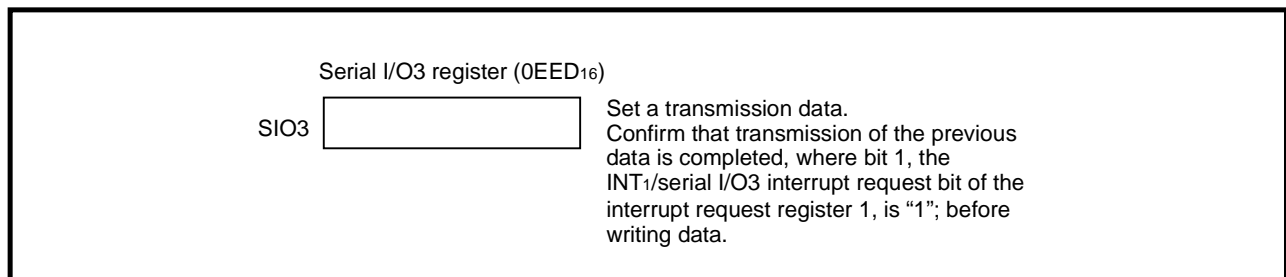 Serial I/O3 register (0EED16)
SIO3
Set a transmission data.
Confirm that transmission of the previous
data is completed, where bit 1, the
INT1/serial I/O3 interrupt request bit of the
interrupt request register 1, is “1”; before
writing data.